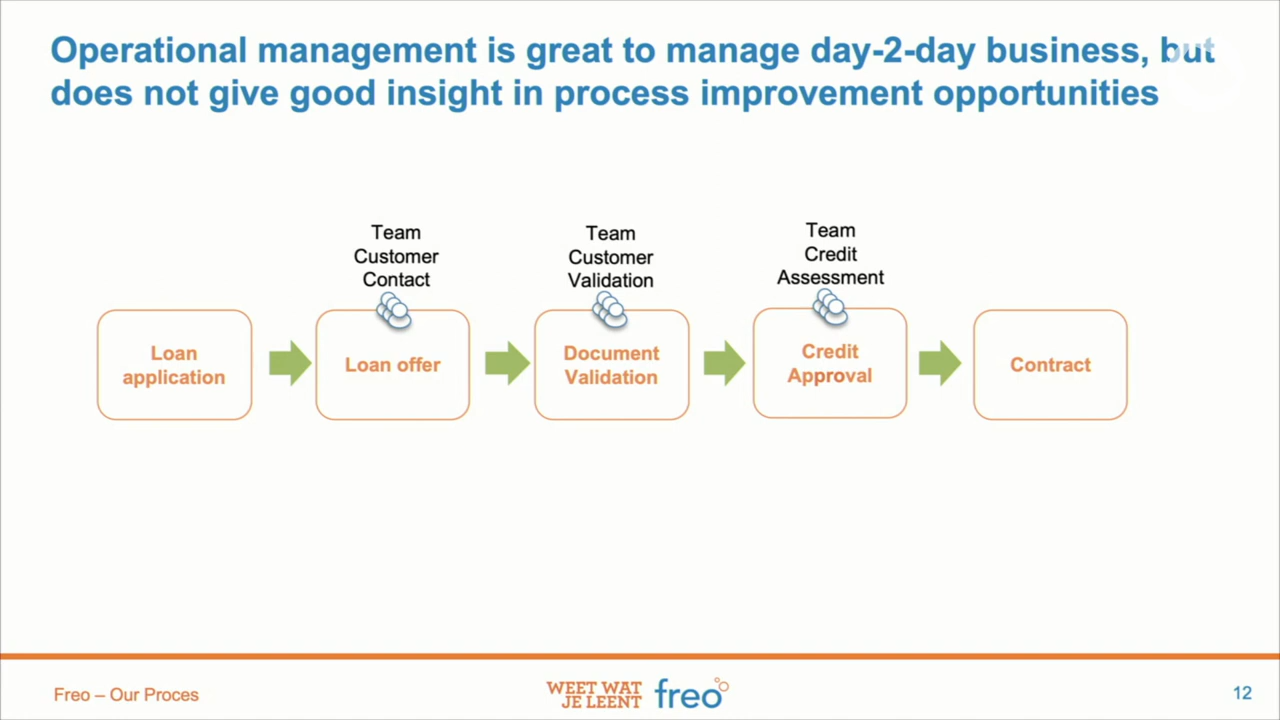 Operational management is great to manage day-2-day business, but
does not give good insight in process improvement opportunities
Team
Customer
Contact
Team
Customer
Validation
Team
Credit
Assessment
Loan
application
Loan offer
Document
Validation
Credit
Approval
Contract
Freo – Our Proces
WEET WAT
JE LEENT
freo
12